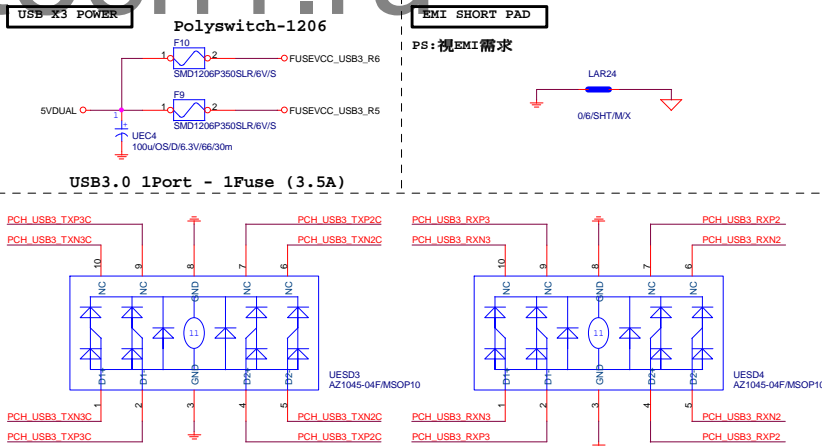 USB X3 POWER
Polyswitch-1206
F10
1
2
FUSEVCC_USB3_R6
SMD1206P350SLR/6V/S
F9
5VDUAL
1
2
FUSEVCC_USB3_R5
SMD1206P350SLR/6V/S
1
+
UEC4
100u/OS/D/6.3V/66/30m
USB3.0 1Port - 1Fuse (3.5A)
EMI SHORT PAD
PS:視EMI需求
LAR24
0/6/SHT/M/X
PCH_USB3_TXP3C
PCH_USB3_TXP2C
PCH_USB3_TXN3C
PCH_USB3_TXN2C
10
9
8
7
6
NC
NC
GND
NC
NC
11
D1+
D1-
GND
D2+
D2-
UESD3
AZ1045-04F/MSOP10
1
2
3
4
5
PCH_USB3_TXN3C
PCH_USB3_TXN2C
PCH_USB3_TXP3C
PCH_USB3_TXP2C
PCH_USB3_RXP3
PCH_USB3_RXP2
PCH_USB3_RXN3
PCH_USB3_RXN2
10
9
8
7
6
NC
NC
GND
NC
NC
11
D1+
D1-
GND
D2+
D2-
UESD4
AZ1045-04F/MSOP10
1
2
3
4
5
PCH_USB3_RXN3
PCH_USB3_RXN2
PCH_USB3_RXP3
PCH_USB3_RXP2